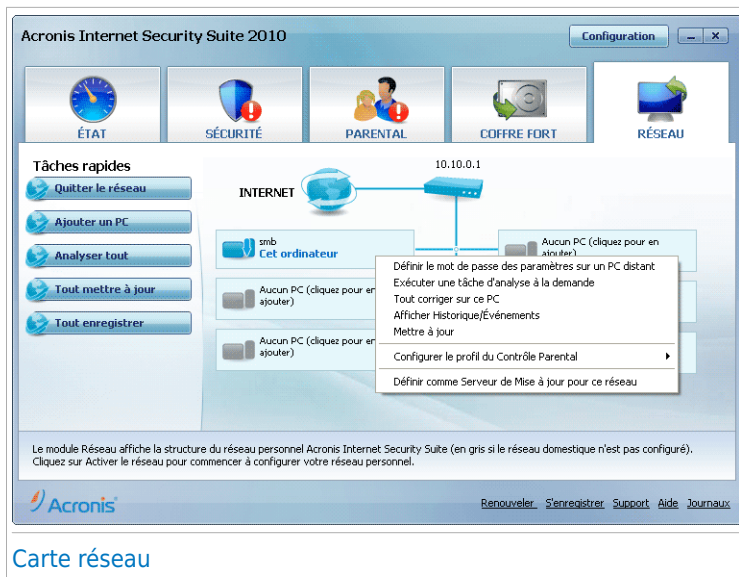 Acronis Internet Security Suite 2010
Configuration
ÉTAT
SÉCURITÉ
PARENTAL
COFFRE FORT
RÉSEAU
Tâches rapides
Quitter le réseau
Ajouter un PC
Analyser tout
Tout mettre à jour
Tout enregistrer
10.10.0.1
INTERNET
smb
Cet ordinateur
Aucun PC (cliquez pour en
ajouter)
Aucun PC (cliquez pour en
ajouter)
Aucun PC (cliquez pour en
ajouter)
Définir le mot de passe des paramètres sur un PC distant
Exécuter une tâche d'analyse à la demande
Tout corriger sur ce PC
Afficher Historique/Événements
Mettre à jour
Configurer le profil du Contrôle Parental
Définir comme Serveur de Mise à jour pour ce réseau
Le module Réseau affiche la structure du réseau personnel Acronis Internet Security Suite (en gris si le réseau domestique n'est pas configuré).
Cliquez sur Activer le réseau pour commencer à configurer votre réseau personnel.
Acronis
Renouveler S'enregistrer Support Aide Journaux
Carte réseau